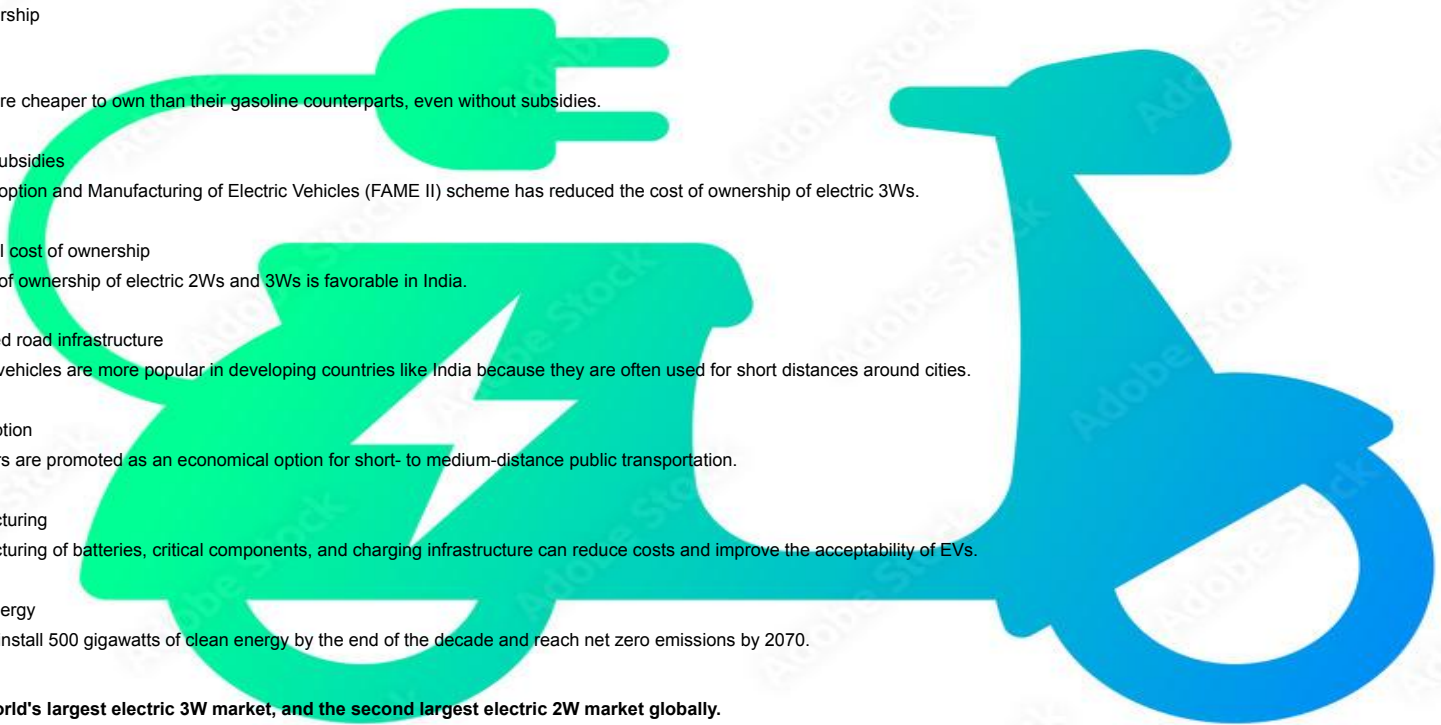 rship
re cheaper to own than their gasoline counterparts, even without subsidies.
ubsidies
option and Manufacturing of Electric Vehicles (FAME II) scheme has reduced the cost of ownership of electric 3Ws.
l cost of ownership
of ownership of electric 2Ws and 3Ws is favorable in India.
d road infrastructure
vehicles are more popular in developing countries like India because they are often used for short distances around cities.
ption
rs are promoted as an economical option for short- to medium-distance public transportation.
cturing
cturing of batteries, critical components, and charging infrastructure can reduce costs and improve the acceptability of EVs.
ergy
install 500 gigawatts of clean energy by the end of the decade and reach net zero emissions by 2070.
orld's largest electric 3W market, and the second largest electric 2W market globally.